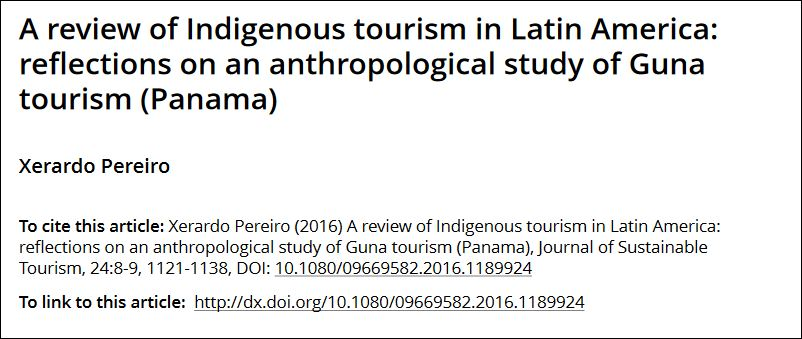 A review of Indigenous tourism in Latin America:
reflections on an anthropological study of Guna
tourism (Panama)
Xerardo Pereiro
To cite this article: Xerardo Pereiro (2016) A review of Indigenous tourism in Latin America:
reflections on an anthropological study of Guna tourism (Panama), Journal of Sustainable
Tourism, 24:8-9, 1121-1138, DOI: 10.1080/09669582.2016.1189924
To link to this article: http://dx.doi.org/10.1080/09669582.2016.1189924